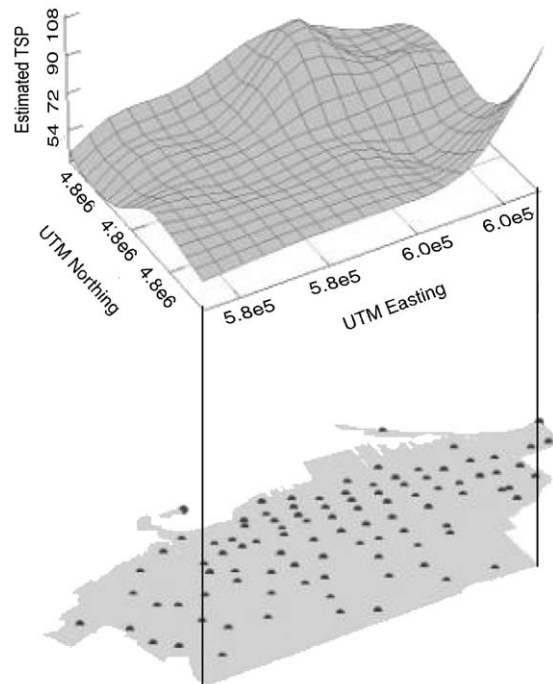 Estimated TSP
108
90
72
54
4.8e6
4.8e6
4.8e6
UTM Northing
5.8e5
5.8e5
6.0e5
6.0e5
UTM Easting